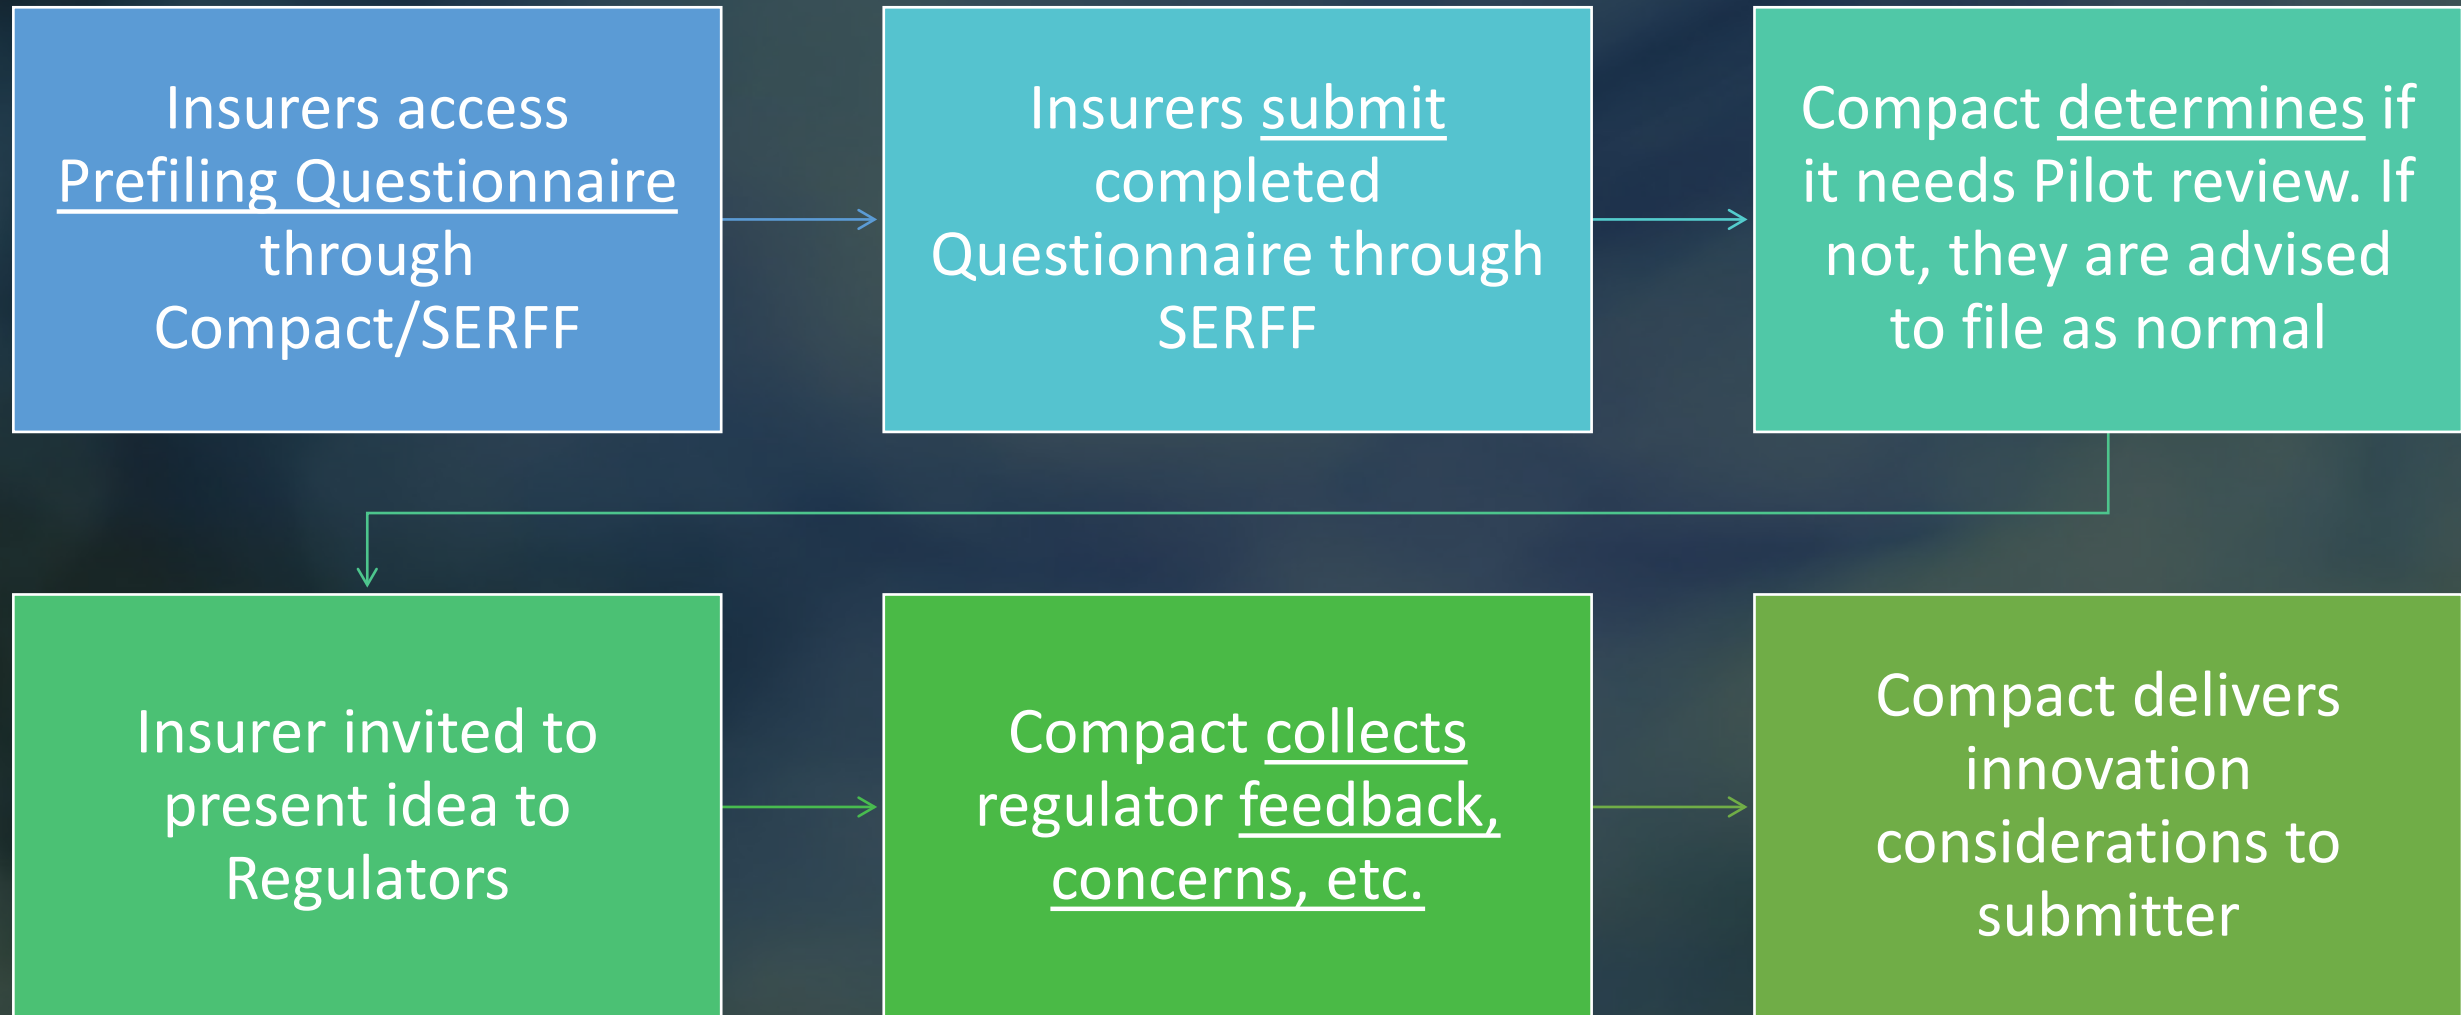 Insurers access
Prefiling Questionnaire
through
Compact/SERFF
Insurers submit
completed
Questionnaire through
SERFF
Compact determines if
it needs Pilot review. If
not, they are advised
to file as normal
Insurer invited to
present idea to
Regulators
Compact collects
regulator feedback,
concerns, etc.
Compact delivers
innovation
considerations to
submitter